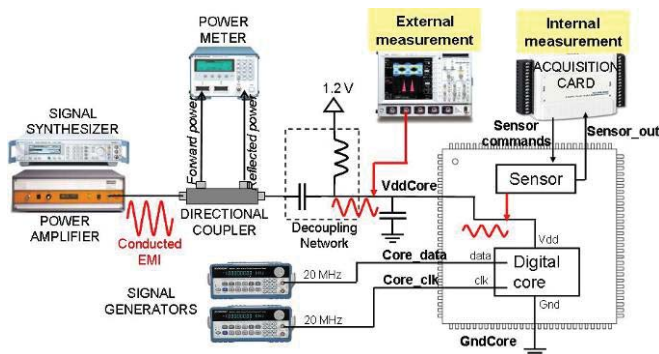 POWER
METER
External
measurement
Internal
measurement
ACQUISITION
CARD
SIGNAL
SYNTHESIZER
1.2 V
Forward power
Reflected power
Sensor
commands
Sensor_out
Sensor
VddCore
POWER
AMPLIFIER
DIRECTIONAL
COUPLER
Decoupling
Network
Conducted
EMI
Vdd
Core_data
data
Digital
core
20 MHz
Core_clk
clk
SIGNAL
GENERATORS
20 MHz
Gnd
GndCore